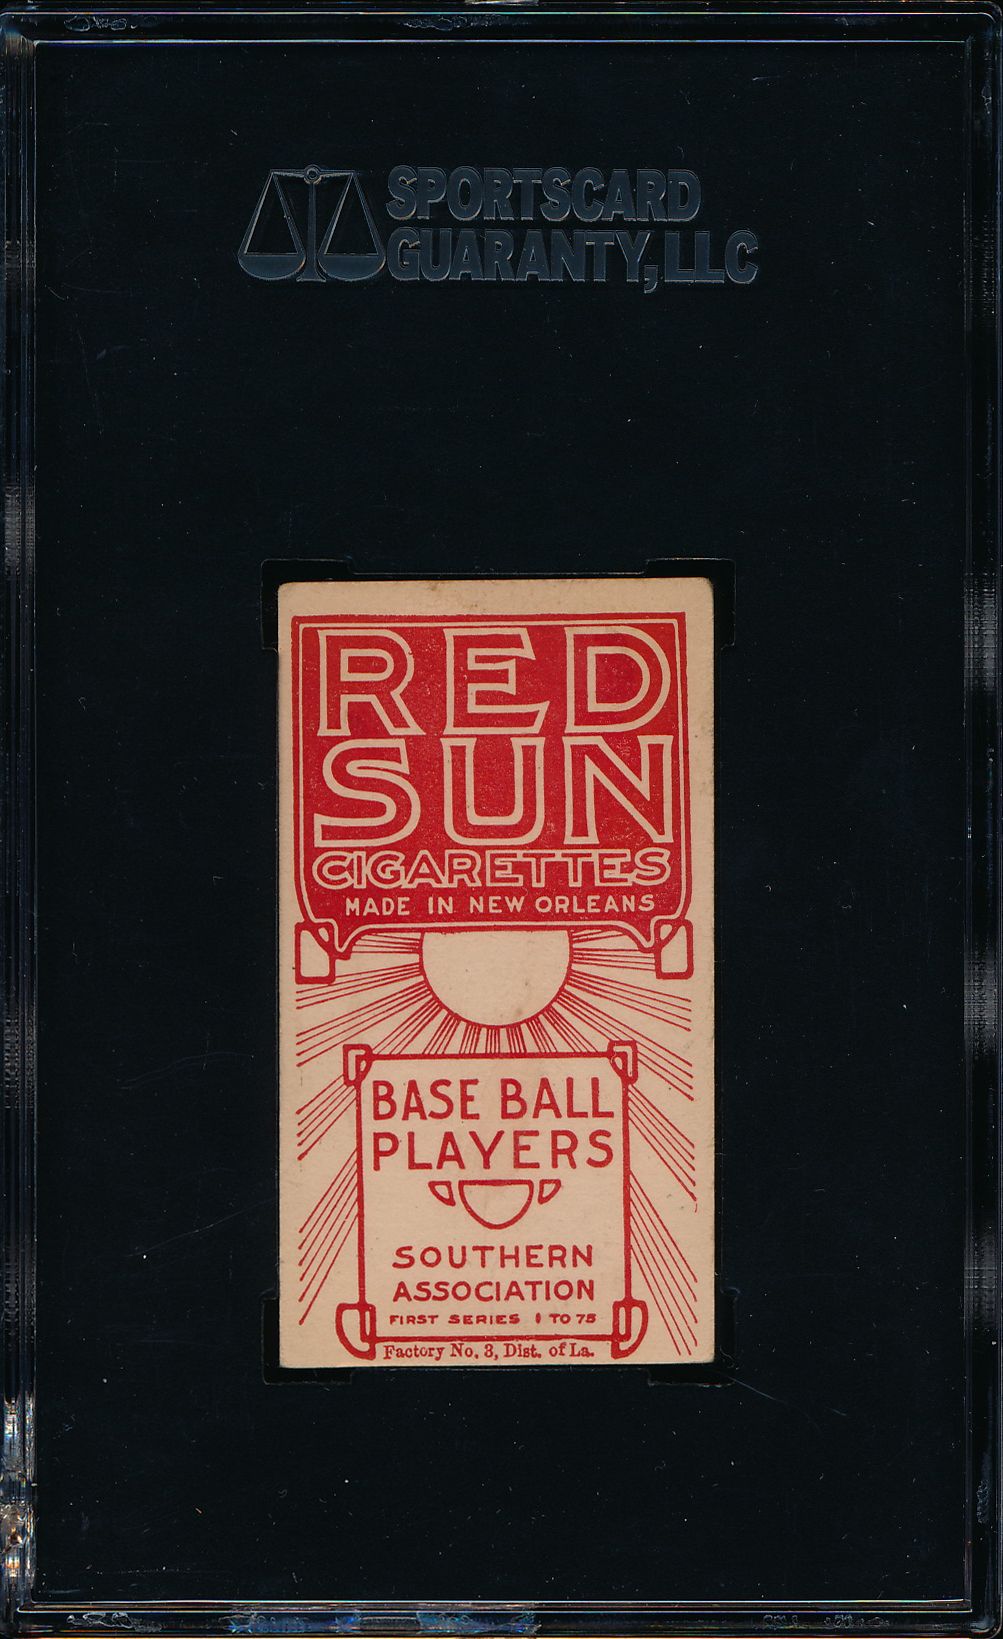 SPORTSCARD
GUARANTY, LLC
RED
SUN
CIGARETTES
MADE IN NEW ORLEANS
BASE BALL
PLAYERS
SOUTHERN
ASSOCIATION
FIRST SERIES 1 TO 75
Factory No. 3, Dist. of La.